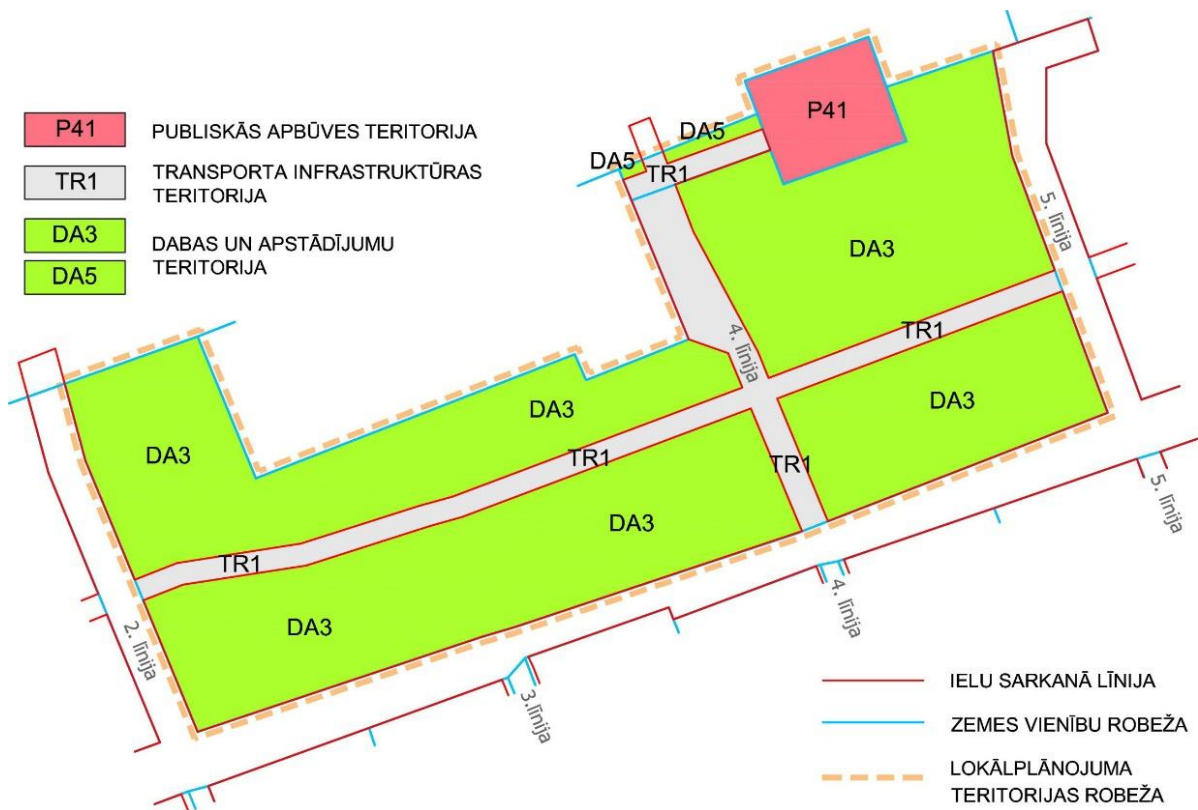 P41
PUBLISKĀS APBŪVES TERITORIJA
TR1
TRANSPORTA INFRASTRUKTŪRAS
TERITORIJA
DA3
DA5
DABAS UN APSTĀDĪJUMU
TERITORIJA
P41
DA5
DA5
TR1
DA3
5. līnija
4. līnija
TR1
DA3
DA3
DA3
TR1
TR1
DA3
TR1
DA3
2. līnija
3.līnija
4. līnija
5. līnija
IELU SARKANĀ LĪNIJA
ZEMES VIENĪBU ROBEŽA
LOKĀLPLĀNOJUMA
TERITORIJAS ROBEŽA